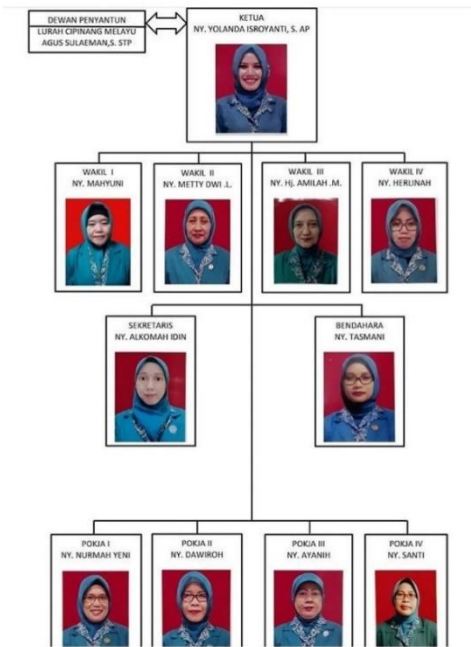 DEWAN PENYANTUN
LURAH CIPINANG MELAYU
AGUS SULAEMAN,S. STP
KETUA
NY. YOLANDA ISROYANTI, S. AP
WAKIL I
NY. MAHYUNI
WAKIL II
NY. METTY DWI .L.
WAKIL III
NY. Hj. AMILAH .M.
WAKIL IV
NY. HERLINAH
SEKRETARIS
NY. ALKOMAH IDIN
BENDAHARA
NY. TASMANI
POKJA I
NY. NURMAH YENI
POKJA II
NY. DAWIROH
POKJA III
NY. AYANIH
POKJA IV
NY. SANTI